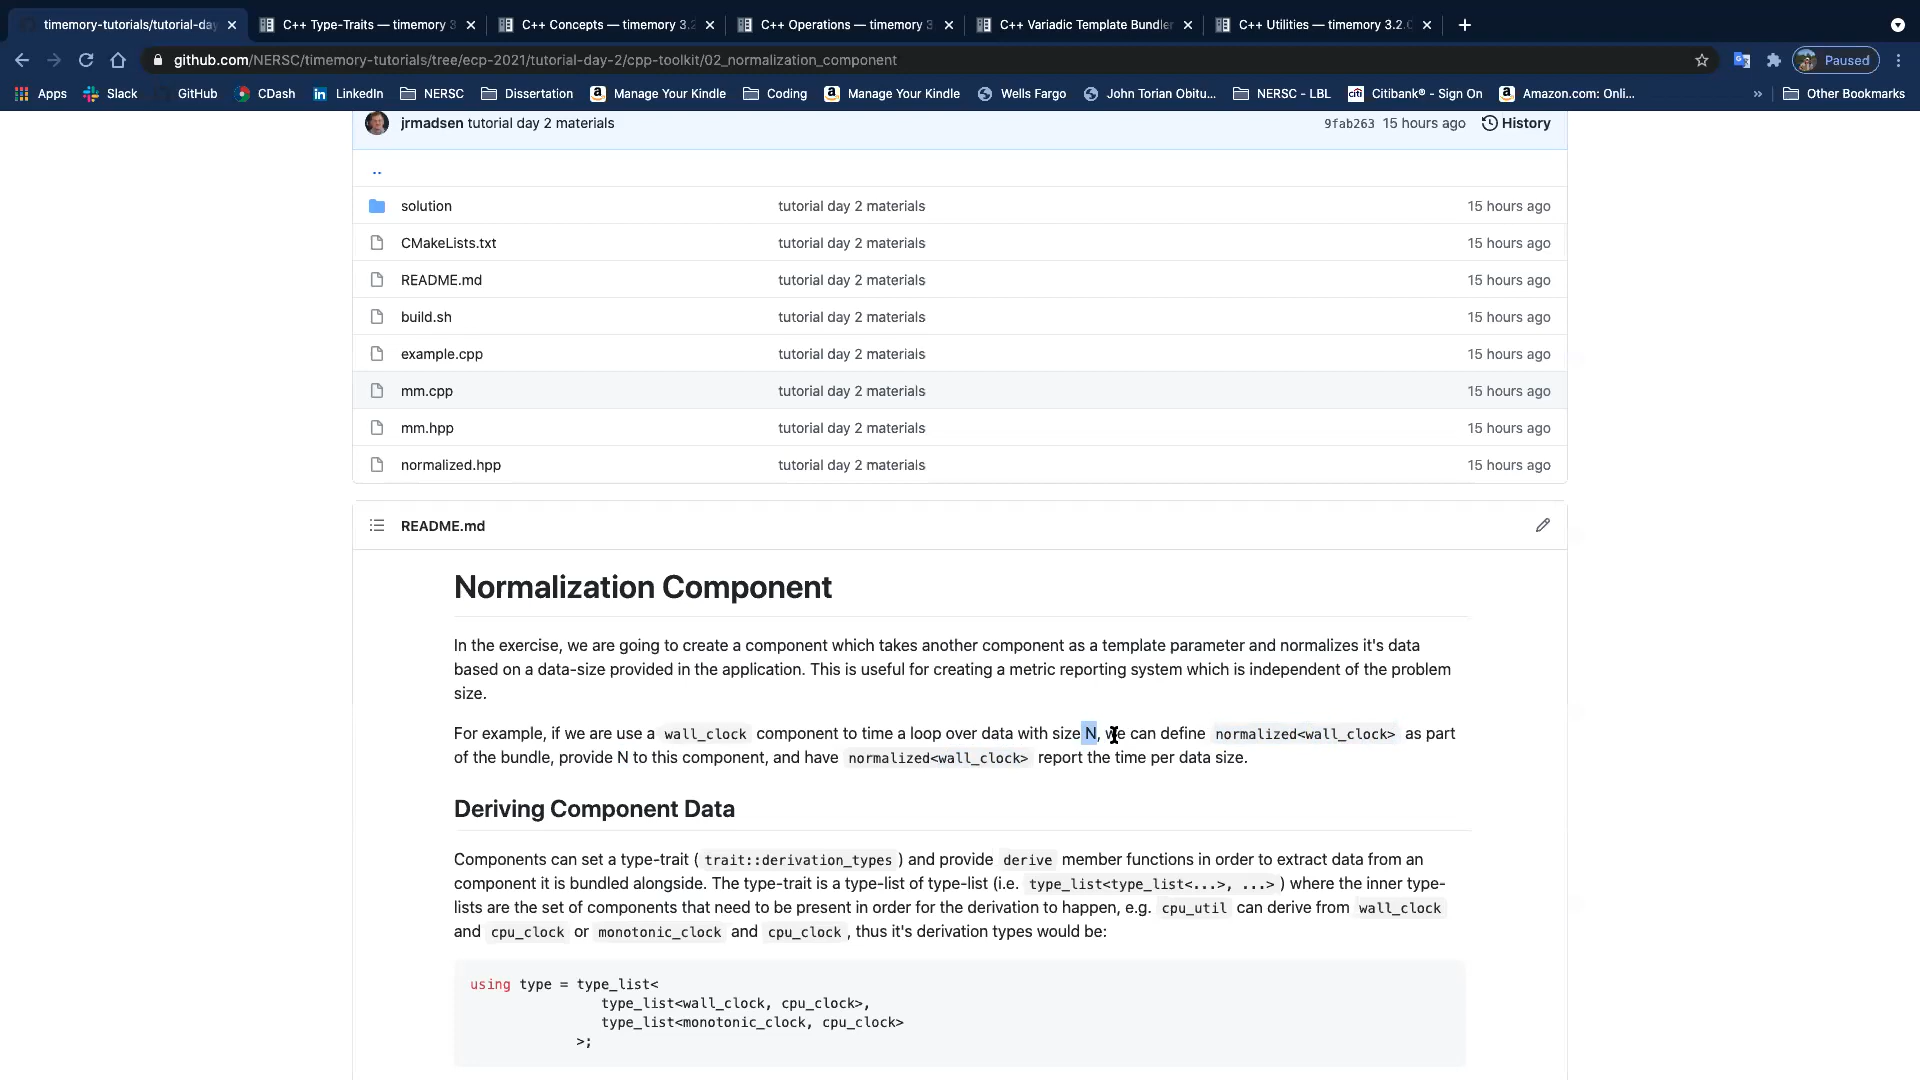 timemory-tutorials/tutorial-day
C++ Type-Traits — timemory 3
C++ Concepts — timemory 3.2
C++ Operations — timemory 3
C++ Variadic Template Bundler
C++ Utilities — timemory 3.2.0
github.com/NERSC/timemory-tutorials/tree/ecp-2021/tutorial-day-2/cpp-toolkit/02_normalization_component
Paused
Apps Slack GitHub CDash LinkedIn NERSC Dissertation Manage Your Kindle Coding Manage Your Kindle Wells Fargo John Torian Obitu... NERSC - LBL Citibank® - Sign On Amazon.com: Onli... » Other Bookmarks
jrmadsen tutorial day 2 materials 9fab263 15 hours ago History
..
solution tutorial day 2 materials 15 hours ago
CMakeLists.txt tutorial day 2 materials 15 hours ago
README.md tutorial day 2 materials 15 hours ago
build.sh tutorial day 2 materials 15 hours ago
example.cpp tutorial day 2 materials 15 hours ago
mm.cpp tutorial day 2 materials 15 hours ago
mm.hpp tutorial day 2 materials 15 hours ago
normalized.hpp tutorial day 2 materials 15 hours ago
README.md
Normalization Component
In the exercise, we are going to create a component which takes another component as a template parameter and normalizes it's data
based on a data-size provided in the application. This is useful for creating a metric reporting system which is independent of the problem
size.
For example, if we are use a wall_clock component to time a loop over data with size N, we can define normalized<wall_clock> as part
of the bundle, provide N to this component, and have normalized<wall_clock> report the time per data size.
Deriving Component Data
Components can set a type-trait ( trait::derivation_types ) and provide derive member functions in order to extract data from an
component it is bundled alongside. The type-trait is a type-list of type-list (i.e. type_list<type_list<...>, ...> ) where the inner type-
lists are the set of components that need to be present in order for the derivation to happen, e.g. cpu_util can derive from wall_clock
and cpu_clock or monotonic_clock and cpu_clock , thus it's derivation types would be:
using type = type_list<
type_list<wall_clock, cpu_clock>,
type_list<monotonic_clock, cpu_clock>
>;